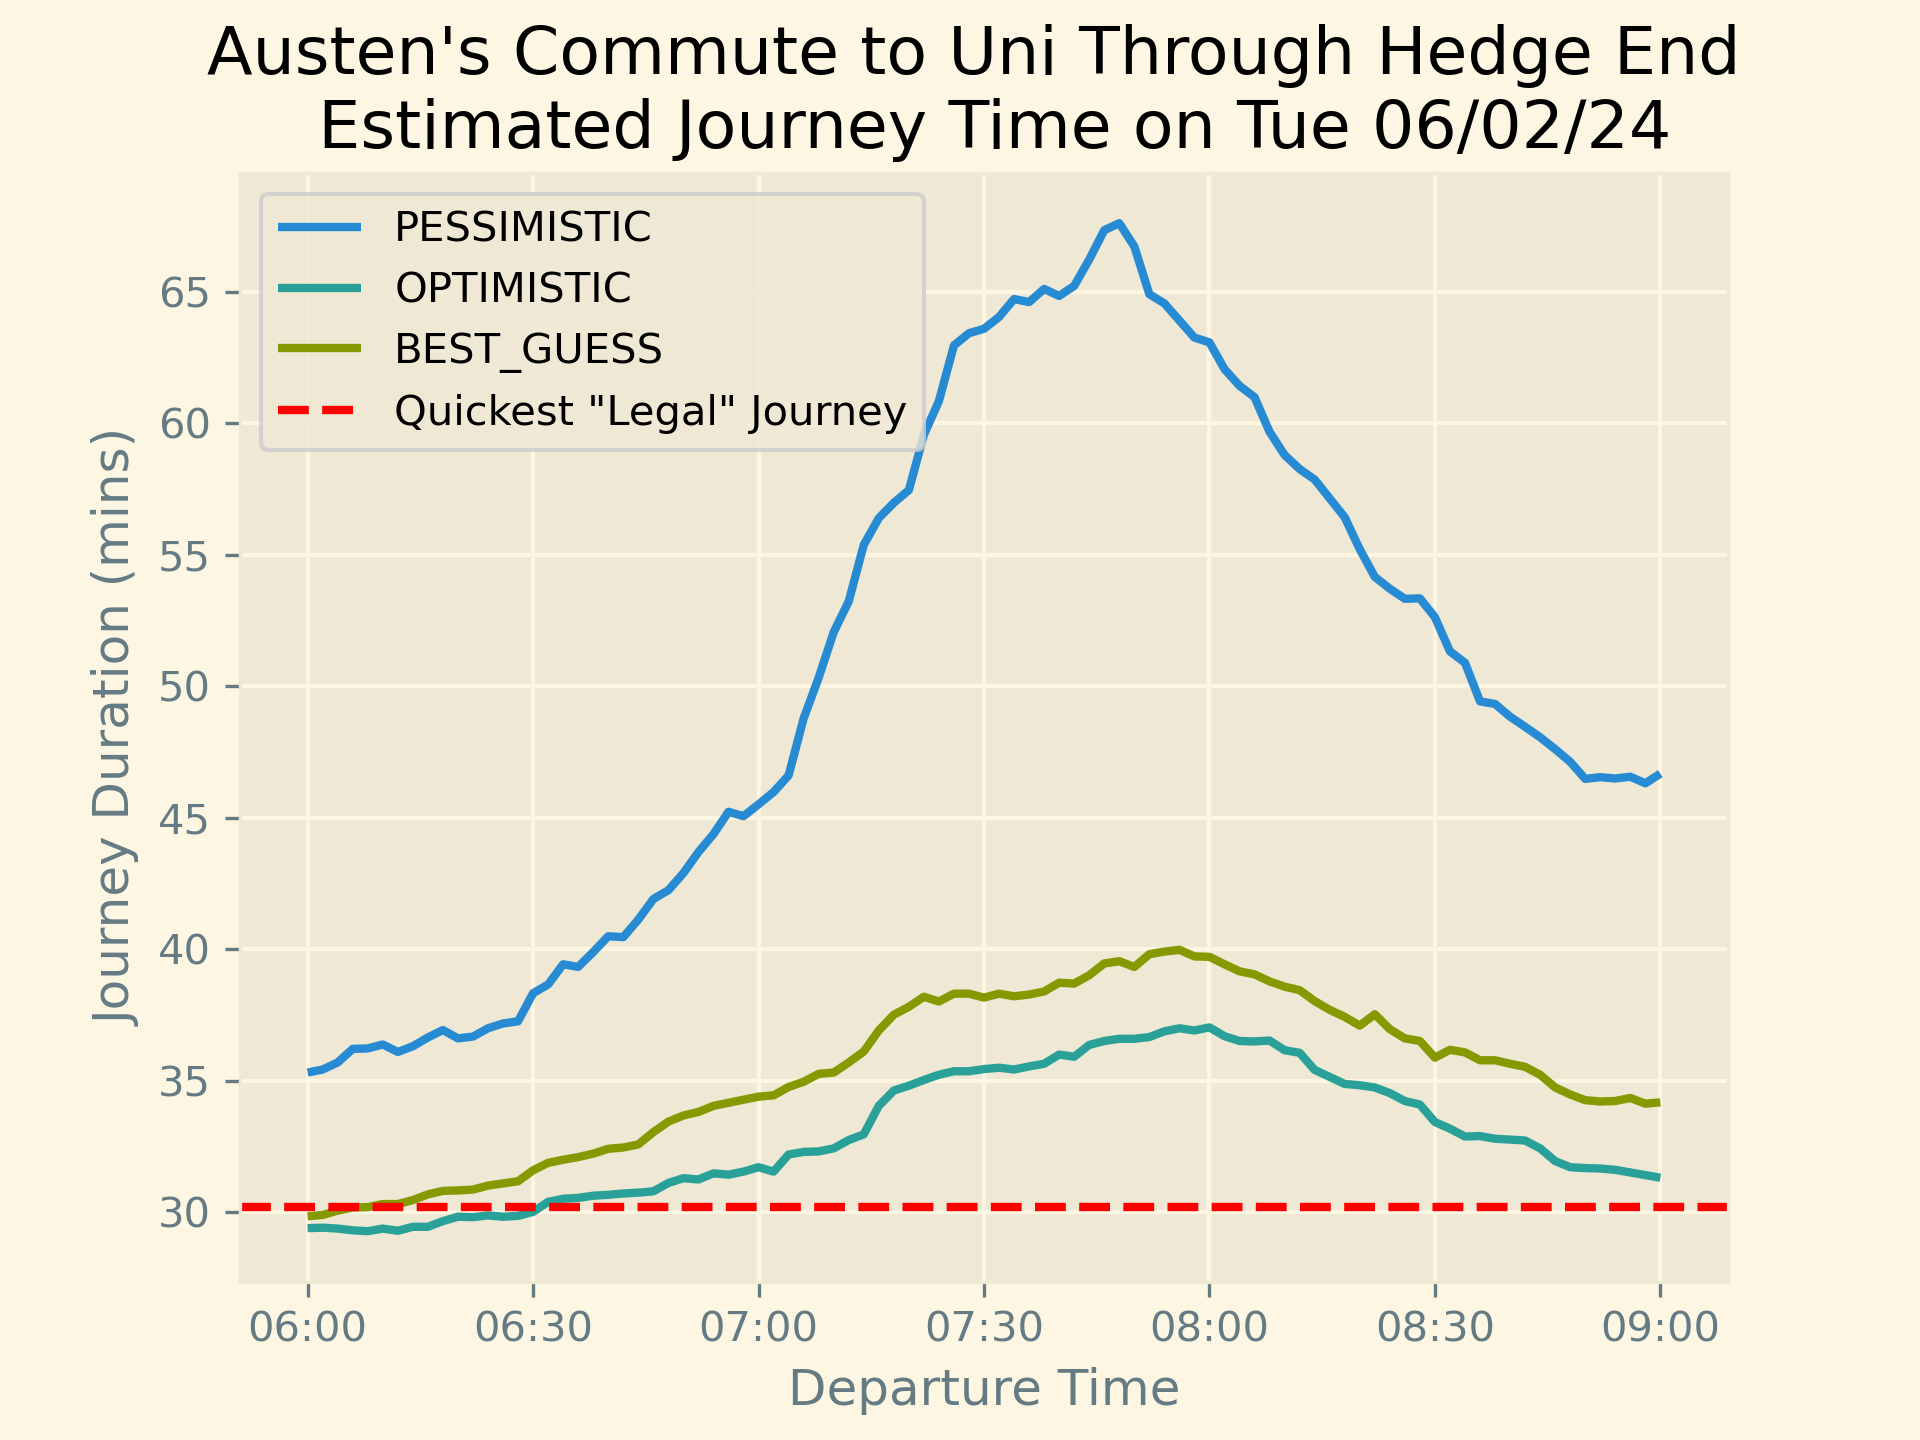 Austen's Commute to Uni Through Hedge End
Estimated Journey Time on Tue 06/02/24
PESSIMISTIC
OPTIMISTIC
BEST_GUESS
Quickest "Legal" Journey
Journey Duration (mins)
65
60
55
50
45
40
35
30
06:00 06:30 07:00 07:30 08:00 08:30 09:00
Departure Time